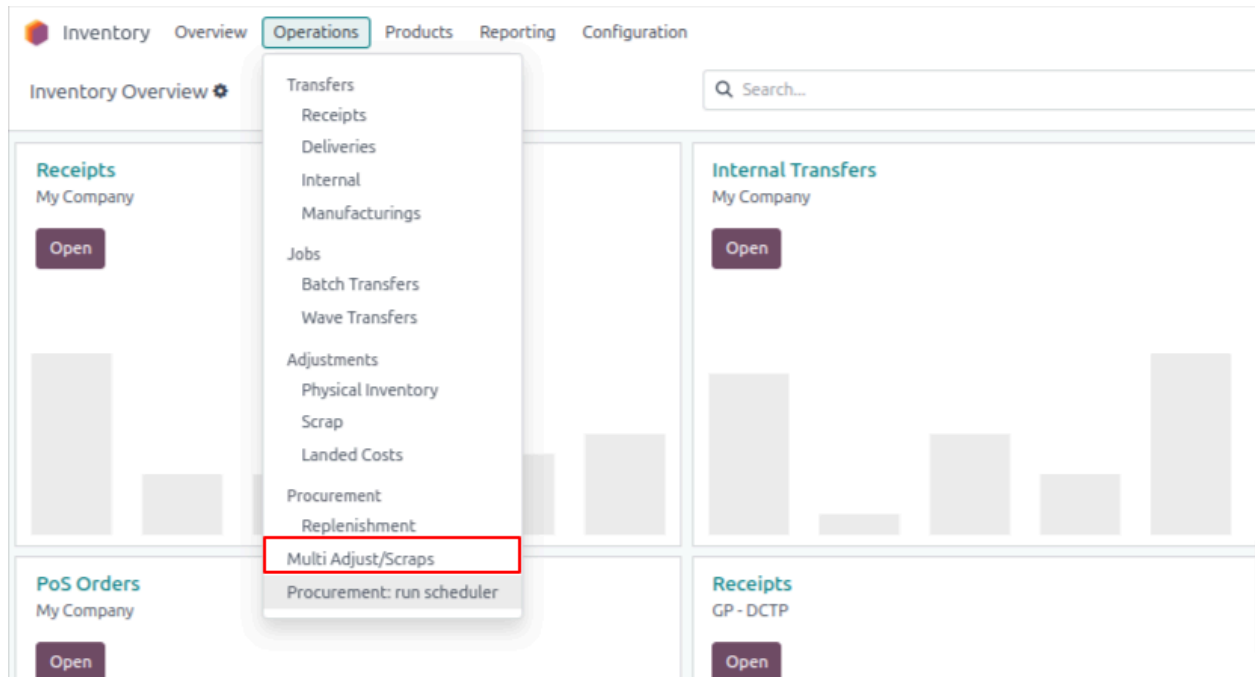 Inventory Overview Operations Products Reporting Configuration
Inventory Overview
Search...
Transfers
Receipts
Deliveries
Internal
Manufacturings
Jobs
Batch Transfers
Wave Transfers
Adjustments
Physical Inventory
Scrap
Landed Costs
Procurement
Replenishment
Multi Adjust/Scraps
Procurement: run scheduler
Receipts
My Company
Open
Internal Transfers
My Company
Open
PoS Orders
My Company
Open
Receipts
GP - DCTP
Open